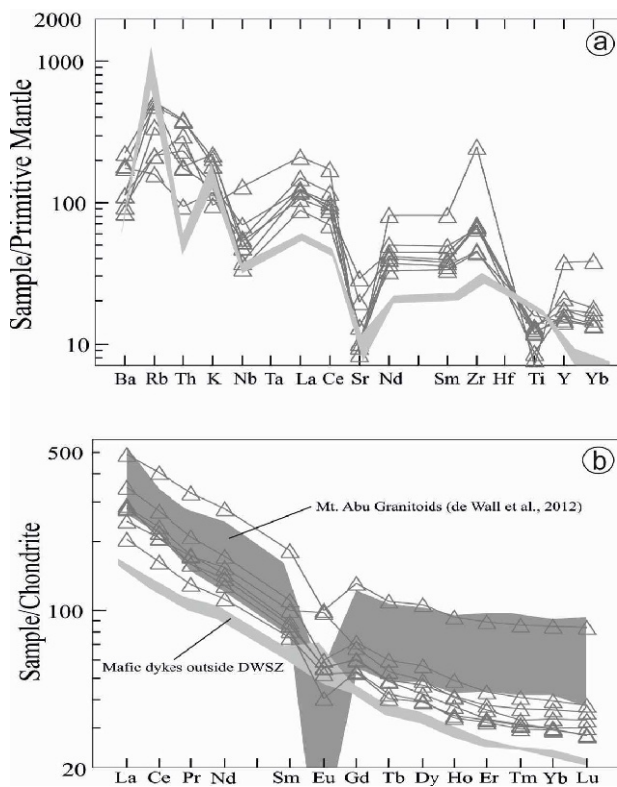 a
2000
1000
100
10
Sample/Primitive Mantle
Ba Rb Th K Nb Ta La Ce Sr Nd Sm Zr Hf Ti Y Yb
b
500
100
20
Sample/Chondrite
Mt. Abu Granitoids (de Wall et al., 2012)
Mafic dykes outside DWSZ
La Ce Pr Nd Sm Eu Gd Tb Dy Ho Er Tm Yb Lu